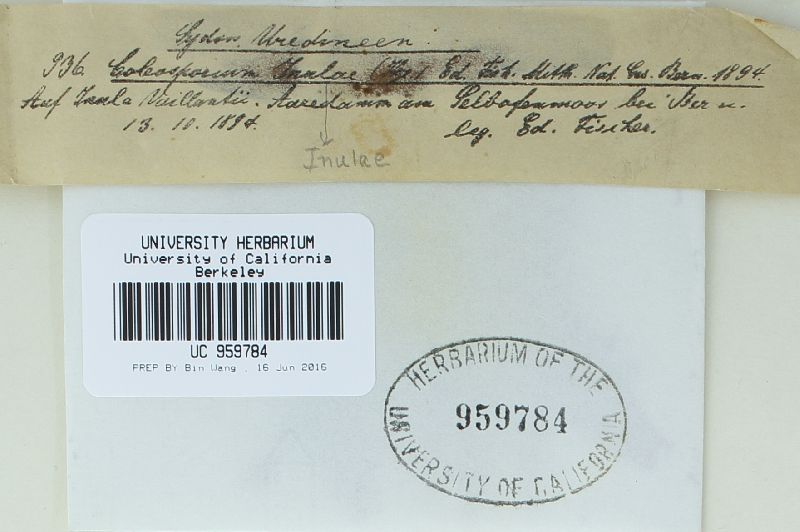 Sydow. Uredineen.
936. Coleosporium Inulae (Kze) Ed. Fisch. Mitth. Nat. Ges. Bern. 1894.
Auf Inula Vaillantii. Aaredamm am Selhofenmoos bei Bern.
13. 10. 1894. leg. Ed. Fischer.
Inulae
UNIVERSITY HERBARIUM
University of California
Berkeley
UC 959784
PREP BY Bin Wang , 16 Jun 2016
HERBARIUM OF THE
959784
UNIVERSITY OF CALIFORNIA